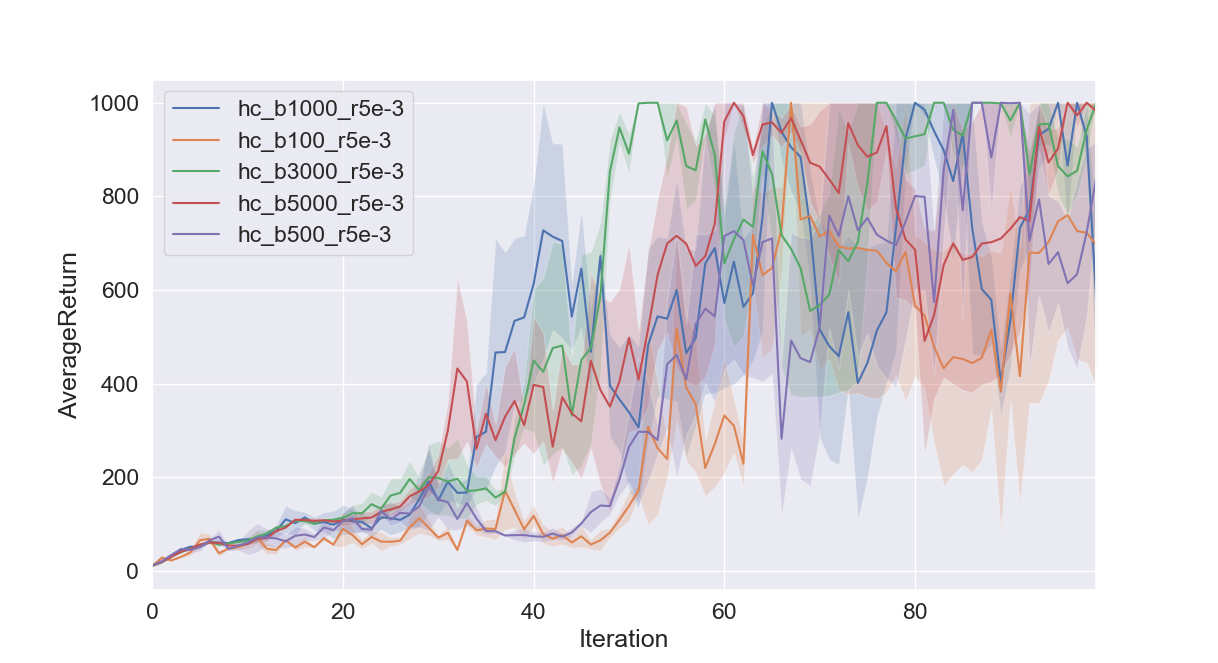 1000
800
600
400
200
0
AverageReturn
hc_b1000_r5e-3
hc_b100_r5e-3
hc_b3000_r5e-3
hc_b5000_r5e-3
hc_b500_r5e-3
0 20 40 60 80
Iteration